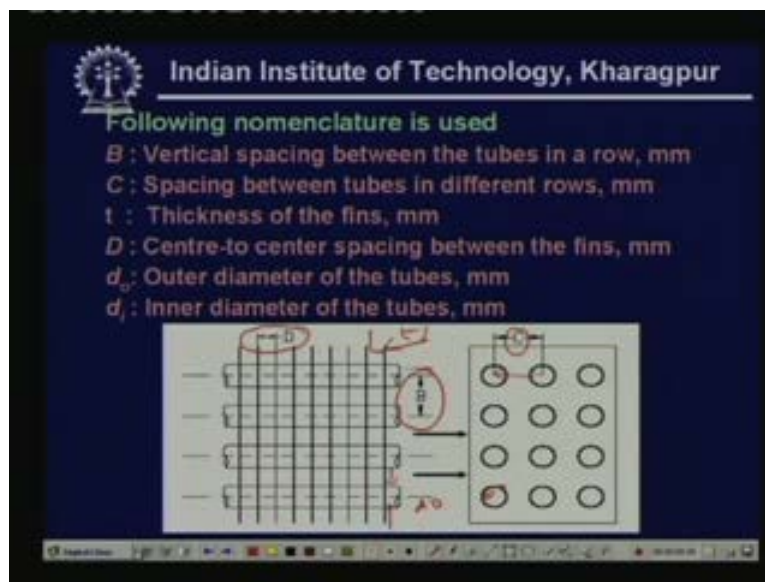 Indian Institute of Technology, Kharagpur
Following nomenclature is used
B : Vertical spacing between the tubes in a row, mm
C : Spacing between tubes in different rows, mm
t : Thickness of the fins, mm
D : Centre-to center spacing between the fins, mm
do: Outer diameter of the tubes, mm
di : Inner diameter of the tubes, mm
D
C
B